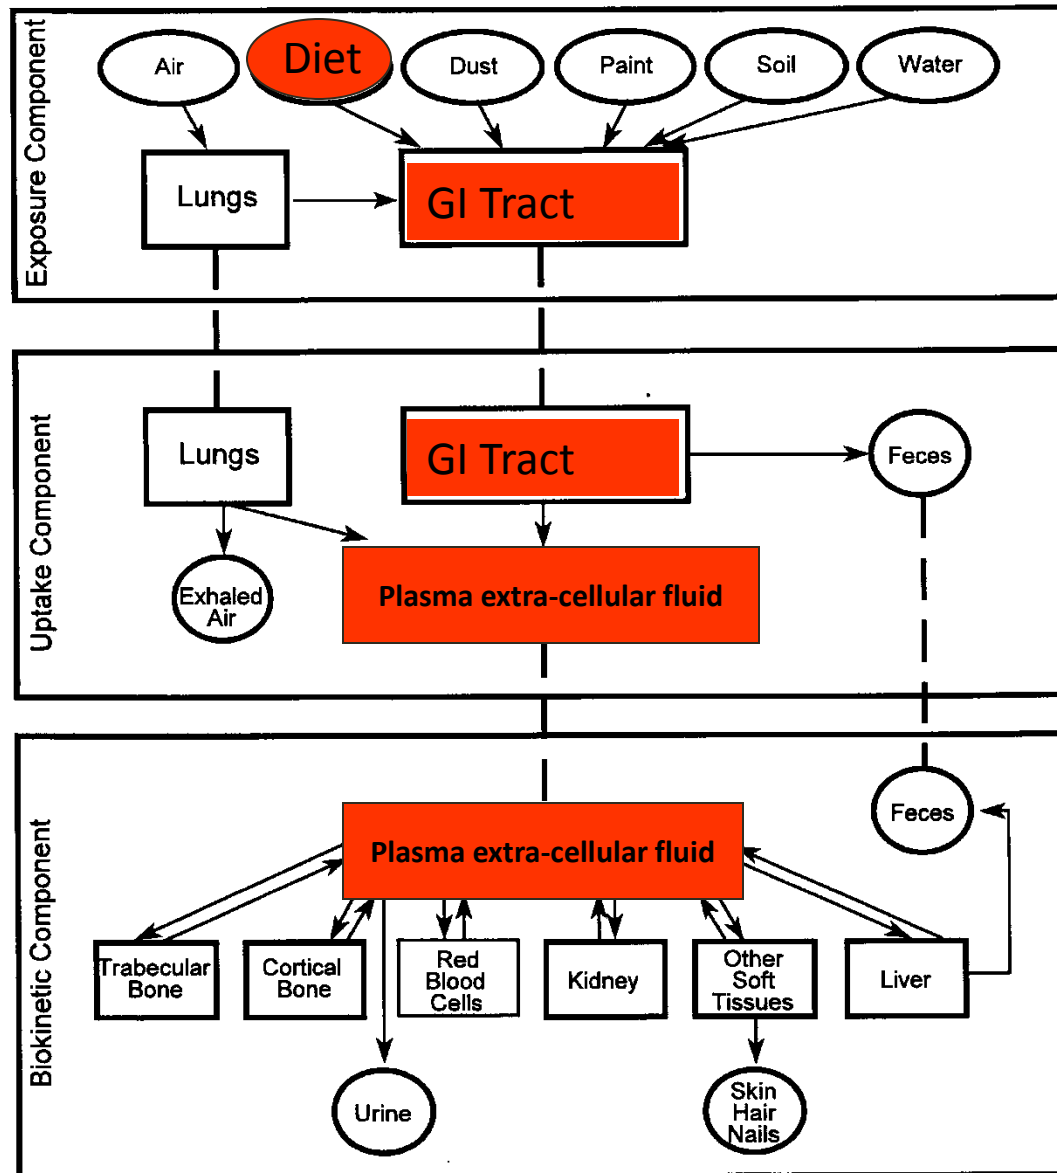 Exposure Component
Air
Diet
Dust
Paint
Soil
Water
Lungs
GI Tract
Uptake Component
Lungs
GI Tract
Feces
Exhaled
Air
Plasma extra-cellular fluid
Biokinetic Component
Feces
Plasma extra-cellular fluid
Trabecular
Bone
Cortical
Bone
Red
Blood
Cells
Kidney
Other
Soft
Tissues
Liver
Urine
Skin
Hair
Nails